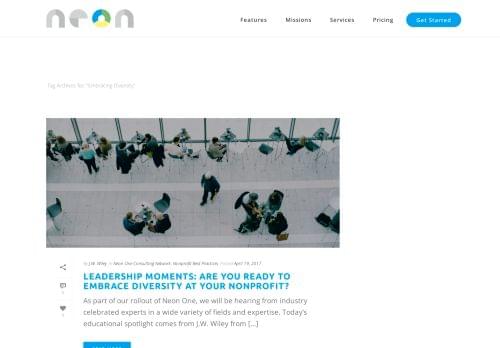 neon
Features Missions Services Pricing Get Started
Tag Archives for: "Embracing Diversity"
by J.W. Wiley in Neon One Consulting Network, Nonprofit Best Practices Posted April 19, 2017
LEADERSHIP MOMENTS: ARE YOU READY TO
EMBRACE DIVERSITY AT YOUR NONPROFIT?
As part of our rollout of Neon One, we will be hearing from industry
celebrated experts in a wide variety of fields and expertise. Today's
educational spotlight comes from J.W. Wiley from [...]